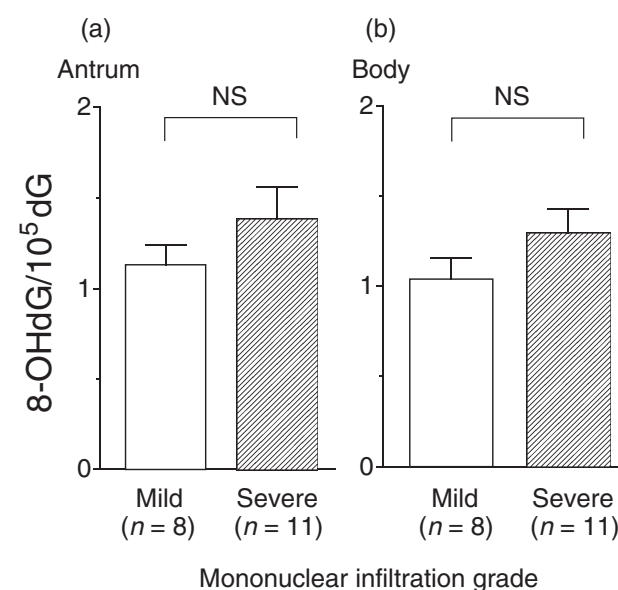 (a)
Antrum
NS
2
1
0
Mild
(n = 8)
Severe
(n = 11)
(b)
Body
NS
2
1
0
Mild
(n = 8)
Severe
(n = 11)
8-OHdG/10⁵dG
Mononuclear infiltration grade